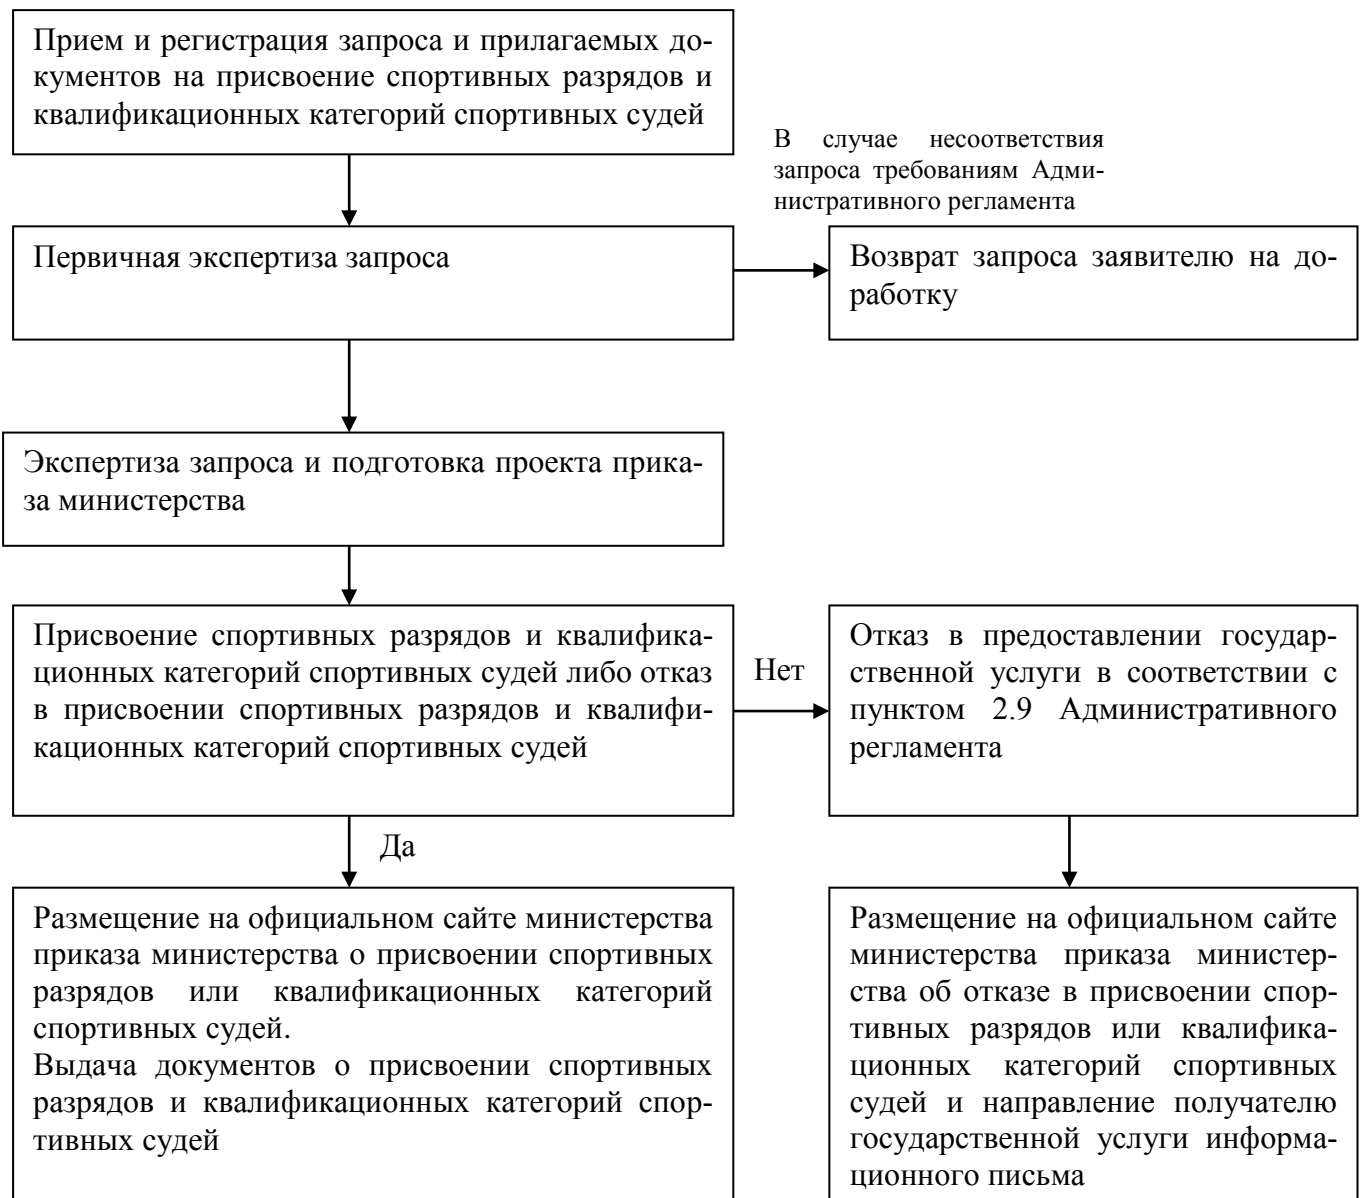 Прием и регистрация запроса и прилагаемых до-
кументов на присвоение спортивных разрядов и
квалификационных категорий спортивных судей
В случае несоответствия
запроса требованиям Адми-
нистративного регламента
Первичная экспертиза запроса
Возврат запроса заявителю на до-
работку
Экспертиза запроса и подготовка проекта прика-
за министерства
Присвоение спортивных разрядов и квалифика-
ционных категорий спортивных судей либо отказ
в присвоении спортивных разрядов и квалифи-
кационных категорий спортивных судей
Нет
Отказ в предоставлении государ-
ственной услуги в соответствии с
пунктом 2.9 Административного
регламента
Да
Размещение на официальном сайте министерства
приказа министерства о присвоении спортивных
разрядов или квалификационных категорий
спортивных судей.
Выдача документов о присвоении спортивных
разрядов и квалификационных категорий спор-
тивных судей
Размещение на официальном сайте
министерства приказа министер-
ства об отказе в присвоении спор-
тивных разрядов или квалифика-
ционных категорий спортивных
судей и направление получателю
государственной услуги информа-
ционного письма